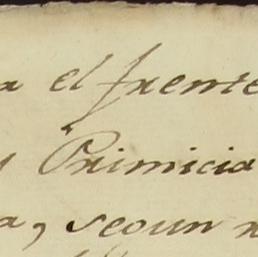 a el frente
y Primicia
a, segun